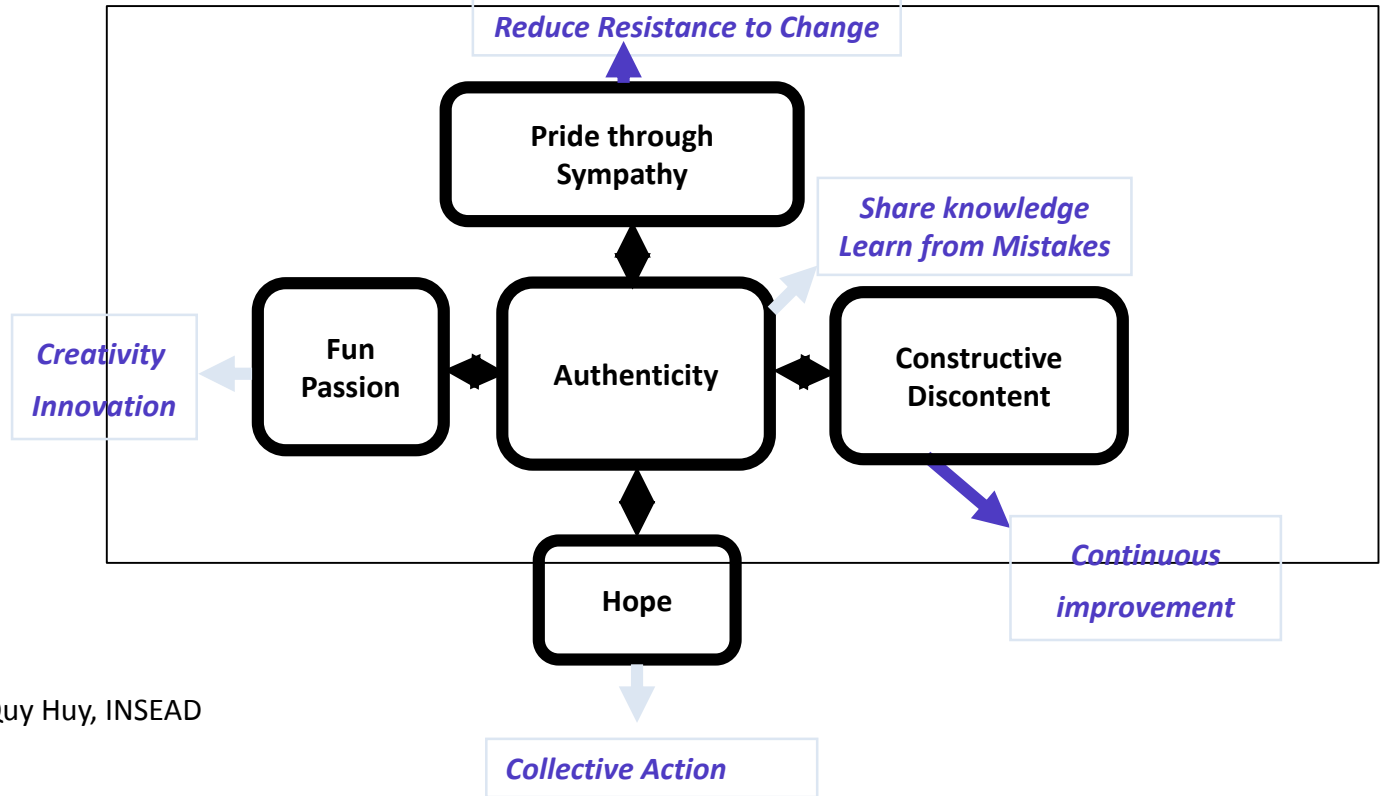 Reduce Resistance to Change
Pride through
Sympathy
Share knowledge
Learn from Mistakes
Creativity
Innovation
Fun
Passion
Authenticity
Constructive
Discontent
Continuous
improvement
Hope
uy Huy, INSEAD
Collective Action